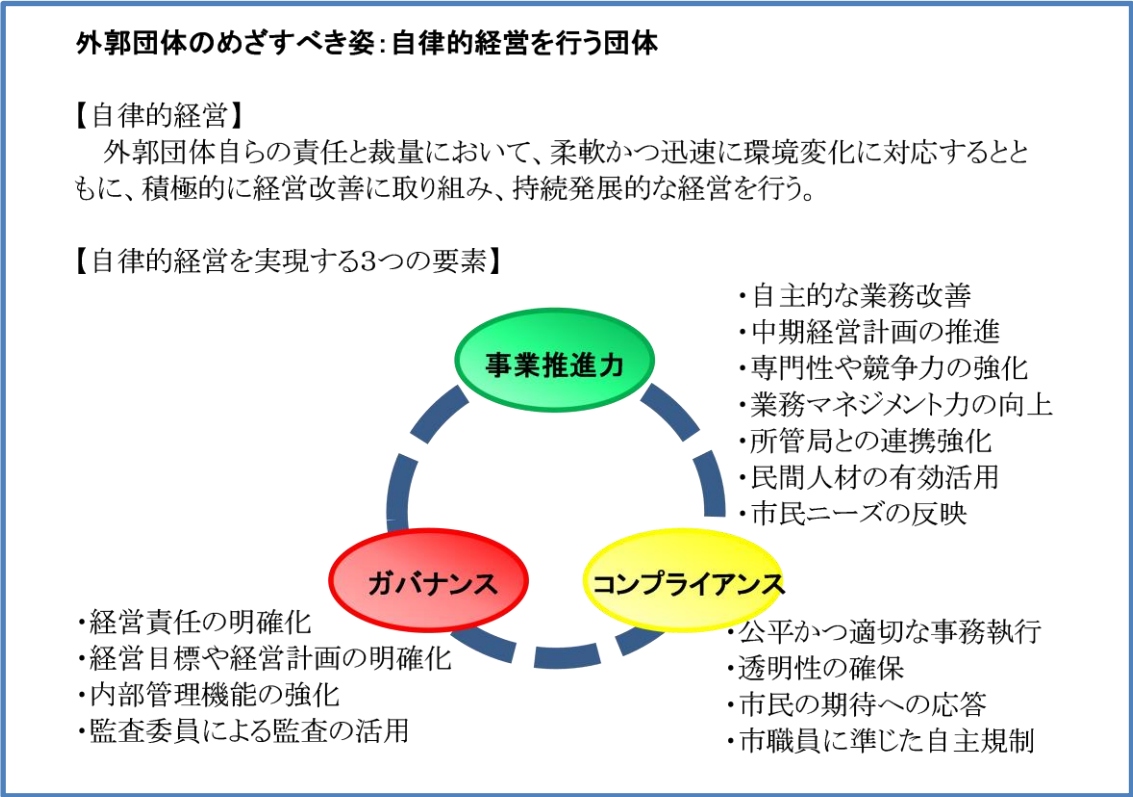 外郭団体のめざすべき姿：自律的経営を行う団体
【自律的経営】
外郭団体自らの責任と裁量において、柔軟かつ迅速に環境変化に対応するとと
もに、積極的に経営改善に取り組み、持続発展的な経営を行う。
【自律的経営を実現する３つの要素】
事業推進力
・自主的な業務改善
・中期経営計画の推進
・専門性や競争力の強化
・業務マネジメント力の向上
・所管局との連携強化
・民間人材の有効活用
・市民ニーズの反映
ガバナンス
・経営責任の明確化
・経営目標や経営計画の明確化
・内部管理機能の強化
・監査委員による監査の活用
コンプライアンス
・公平かつ適切な事務執行
・透明性の確保
・市民の期待への応答
・市職員に準じた自主規制